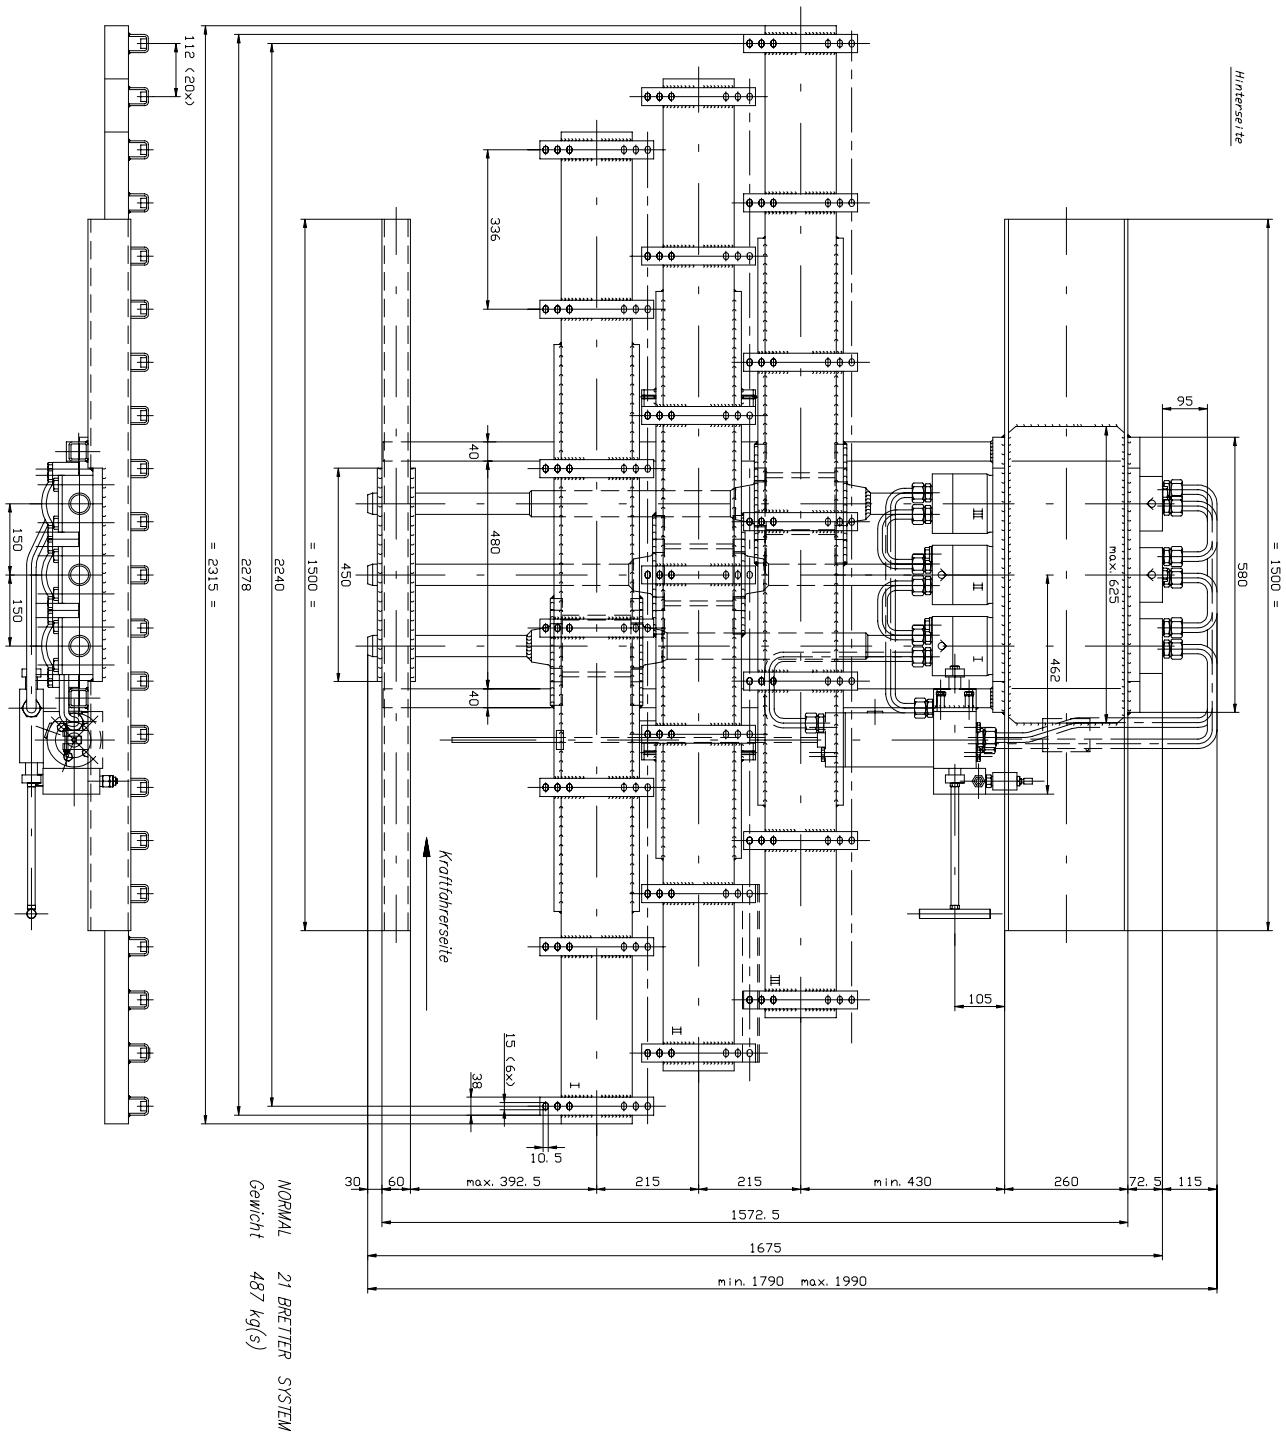 Hinterseite
112 (20x)
= 2315 =
2278
2240
= 1500 =
450
336
40
480
40
150
150
Kraftfahrerseite
15 (6x)
38
10.5
I
II
III
III
II
I
max. 625
462
580
= 1500 =
95
105
30
60
max. 392.5
215
215
min. 430
260
72.5
115
1572.5
1675
min. 1790 max. 1990
NORMAL 21 BRETTER SYSTEM
Gewicht 487 kg(s)